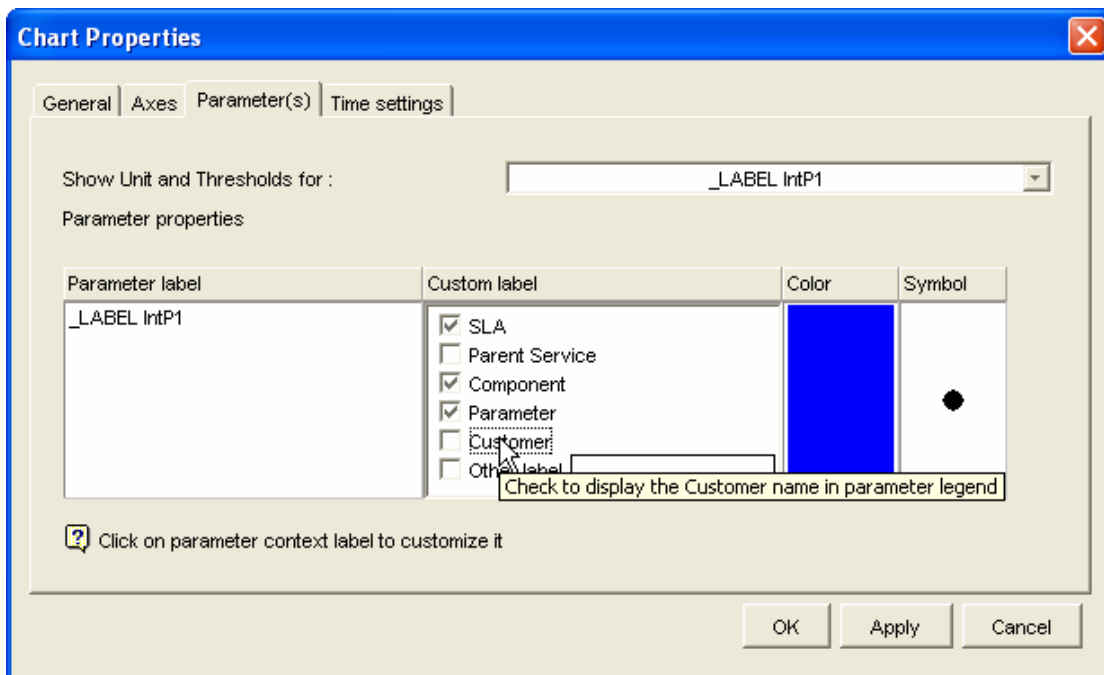 Chart Properties
General Axes Parameter(s) Time settings
Show Unit and Thresholds for : _LABEL IntP1
Parameter properties
Parameter label Custom label Color Symbol
_LABEL IntP1
SLA
Parent Service
Component
Parameter
Customer
Other label
Check to display the Customer name in parameter legend
Click on parameter context label to customize it
OK Apply Cancel